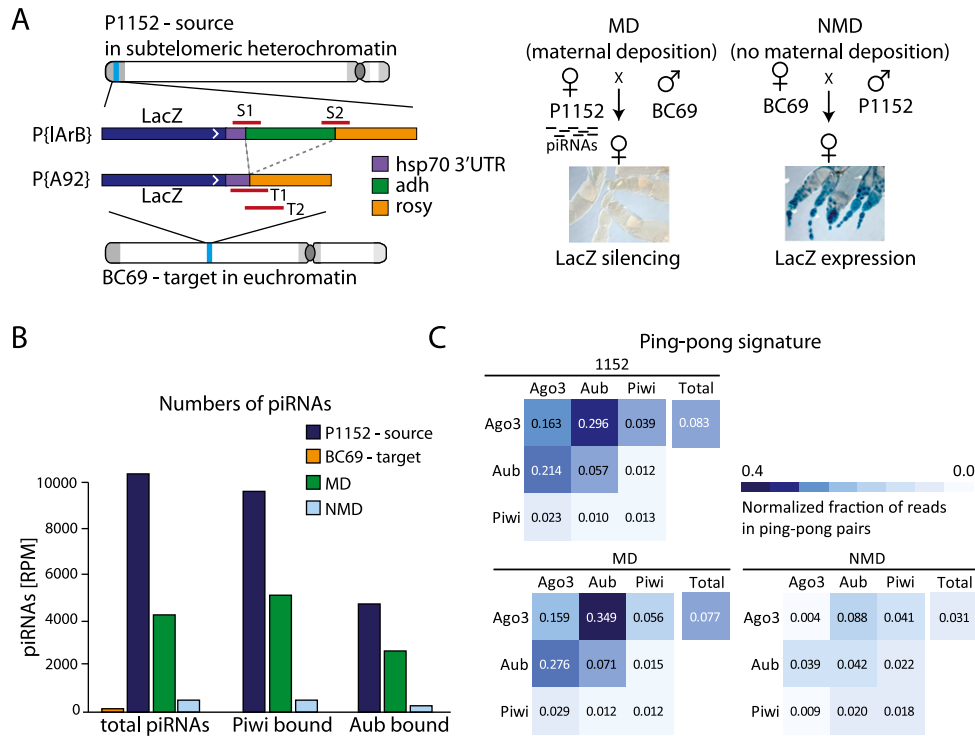 A
P1152 - source
in subtelomeric heterochromatin
LacZ
S1
S2
P{lArB}
P{A92}
LacZ
T1
T2
hsp70 3'UTR
adh
rosy
BC69 - target in euchromatin
MD
(maternal deposition)
♀ x ♂
P1152 BC69
piRNAs
♀
LacZ silencing
NMD
(no maternal deposition)
♀ x ♂
BC69 P1152
♀
LacZ expression
B
Numbers of piRNAs
P1152 - source
BC69 - target
MD
NMD
piRNAs [RPM]
10000
8000
6000
4000
2000
0
total piRNAs
Piwi bound
Aub bound
C
Ping-pong signature
1152
Ago3 Aub Piwi Total
Ago3 0.163 0.296 0.039 0.083
Aub 0.214 0.057 0.012
Piwi 0.023 0.010 0.013
0.4 0.0
Normalized fraction of reads
in ping-pong pairs
MD
Ago3 Aub Piwi Total
Ago3 0.159 0.349 0.056 0.077
Aub 0.276 0.071 0.015
Piwi 0.029 0.012 0.012
NMD
Ago3 Aub Piwi Total
Ago3 0.004 0.088 0.041 0.031
Aub 0.039 0.042 0.022
Piwi 0.009 0.020 0.018